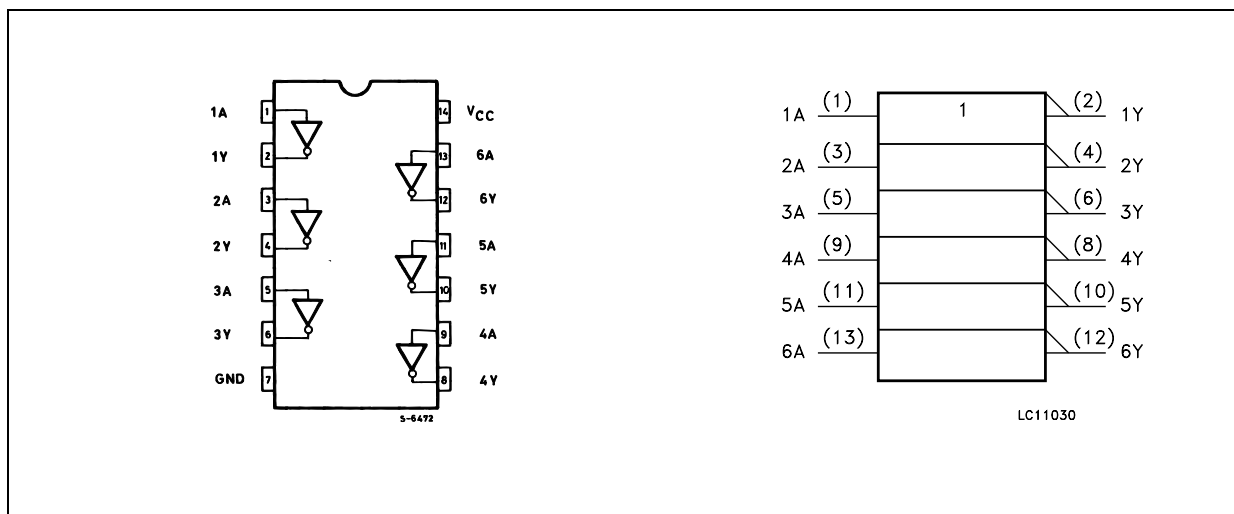 1A 1 14 VCC
1Y 2 13 6A
2A 3 12 6Y
2Y 4 11 5A
3A 5 10 5Y
3Y 6 9 4A
GND 7 8 4Y
S-6472
1A (1) 1 (2) 1Y
2A (3) (4) 2Y
3A (5) (6) 3Y
4A (9) (8) 4Y
5A (11) (10) 5Y
6A (13) (12) 6Y
LC11030